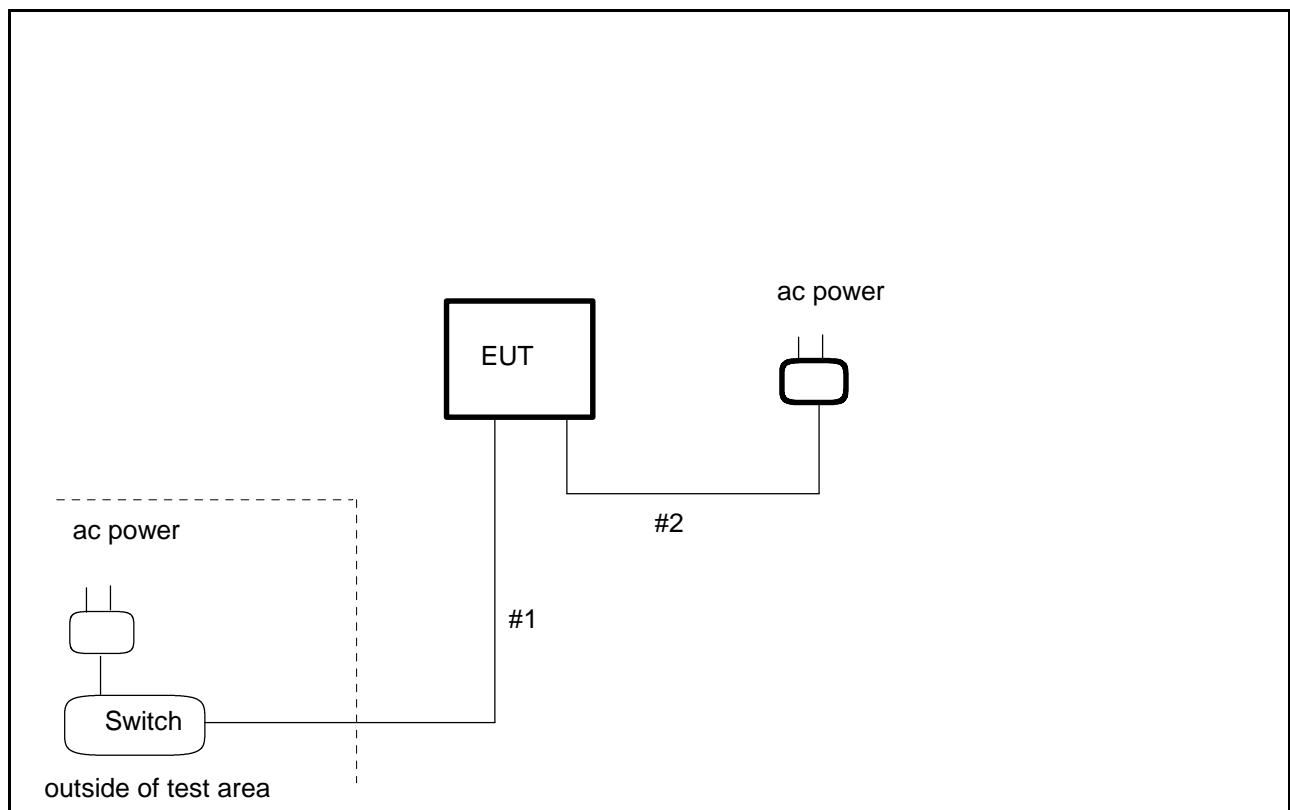 ac power
EUT
#2
ac power
#1
Switch
outside of test area